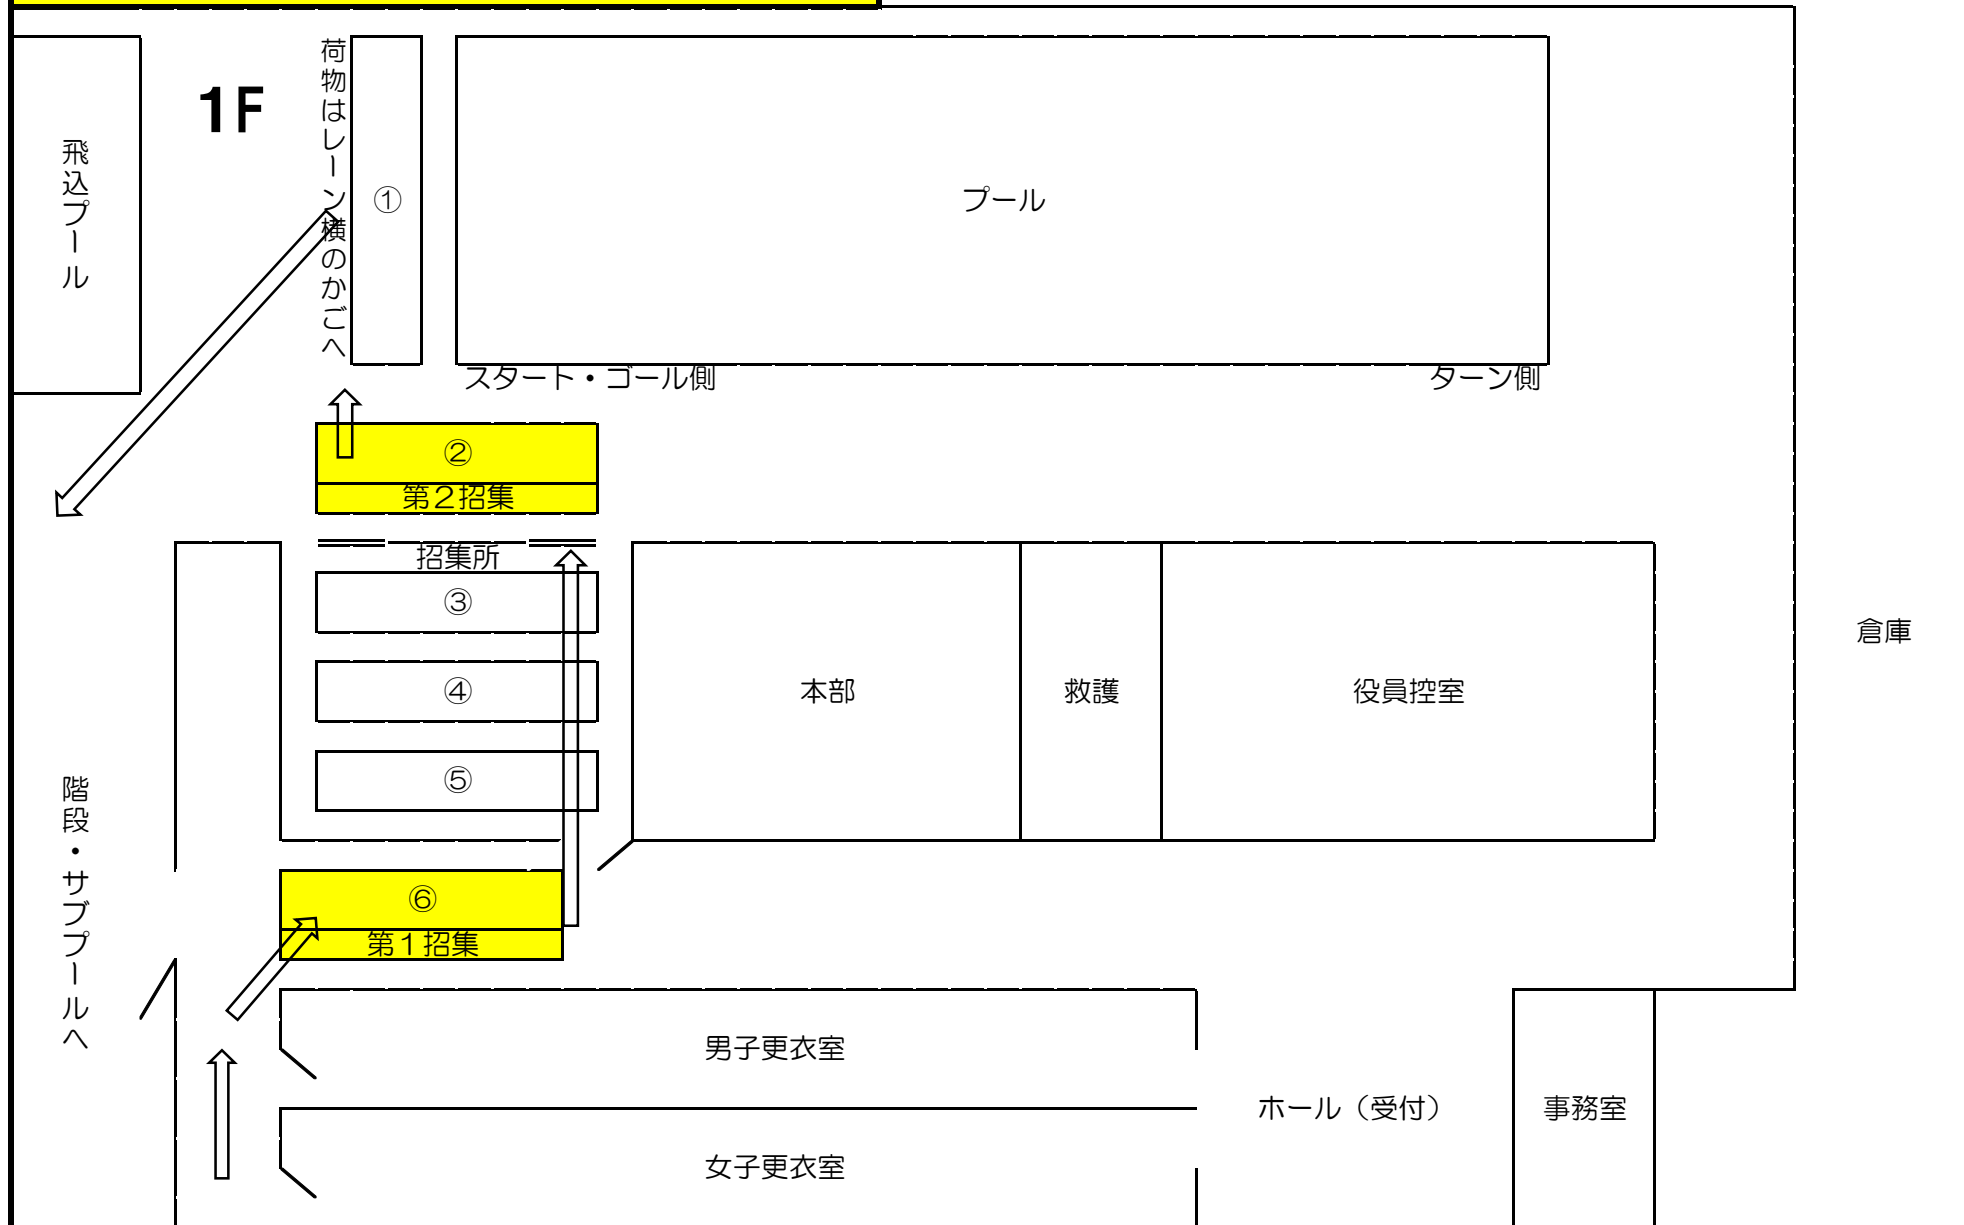 1F
飛込プール
荷物はレーン横のかごへ
①
プール
スタート・ゴール側
ターン側
②
第２招集
招集所
③
④
⑤
本部
救護
役員控室
倉庫
階段・サブプールへ
⑥
第１招集
男子更衣室
女子更衣室
ホール（受付）
事務室